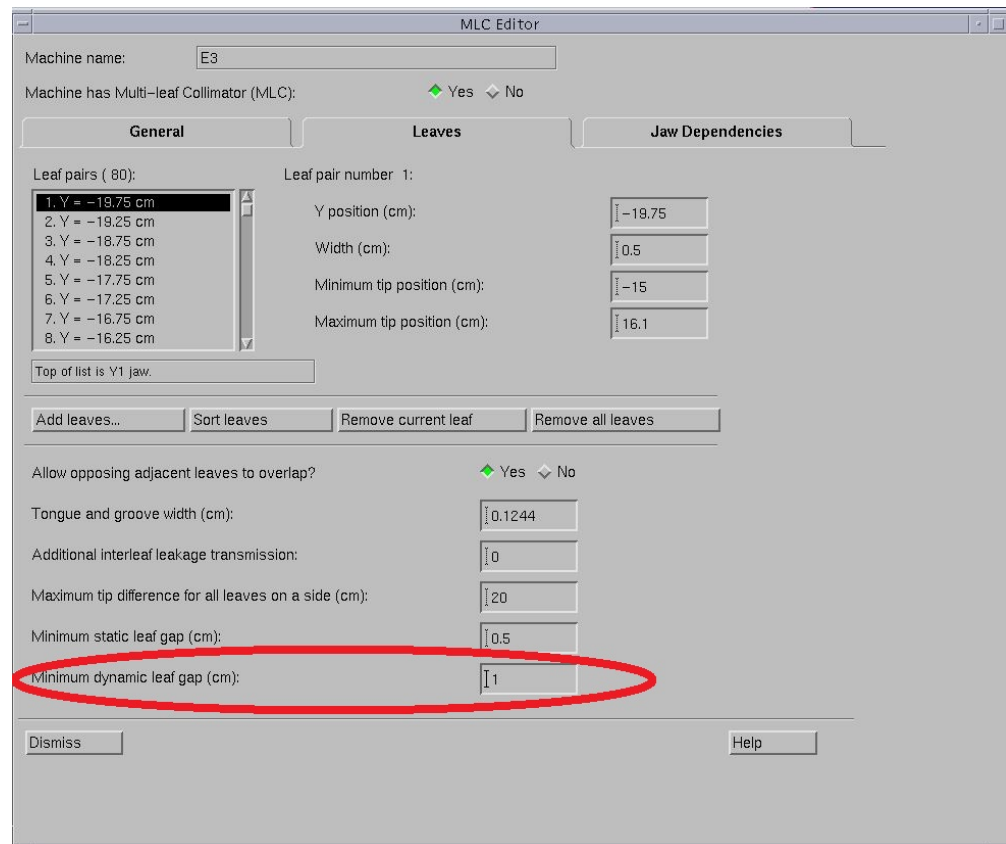 MLC Editor
Machine name: E3
Machine has Multi-leaf Collimator (MLC): Yes No
General Leaves Jaw Dependencies
Leaf pairs ( 80): Leaf pair number 1:
1. Y = -19.75 cm
2. Y = -19.25 cm
3. Y = -18.75 cm
4. Y = -18.25 cm
5. Y = -17.75 cm
6. Y = -17.25 cm
7. Y = -16.75 cm
8. Y = -16.25 cm
Y position (cm): -19.75
Width (cm): 0.5
Minimum tip position (cm): -15
Maximum tip position (cm): 16.1
Top of list is Y1 jaw.
Add leaves... Sort leaves Remove current leaf Remove all leaves
Allow opposing adjacent leaves to overlap? Yes No
Tongue and groove width (cm): 0.1244
Additional interleaf leakage transmission: 0
Maximum tip difference for all leaves on a side (cm): 20
Minimum static leaf gap (cm): 0.5
Minimum dynamic leaf gap (cm): 1
Dismiss Help